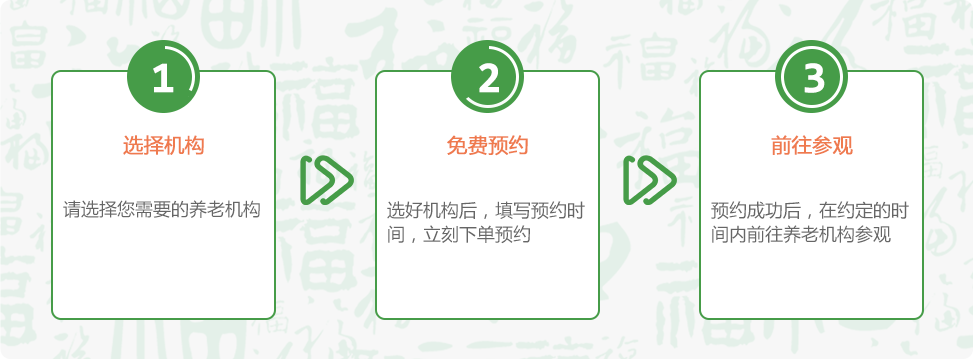 1
选择机构
请选择您需要的养老机构
2
免费预约
选好机构后，填写预约时
间，立刻下单预约
3
前往参观
预约成功后，在约定的时
间内前往养老机构参观